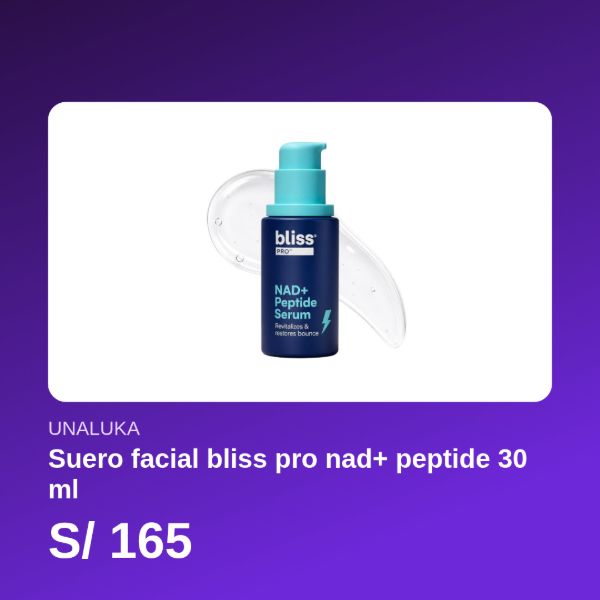 bliss
PRO
NAD+
Peptide
Serum
Revitalizes &
restores bounce
UNALUKA
Suero facial bliss pro nad+ peptide 30
ml
S/ 165